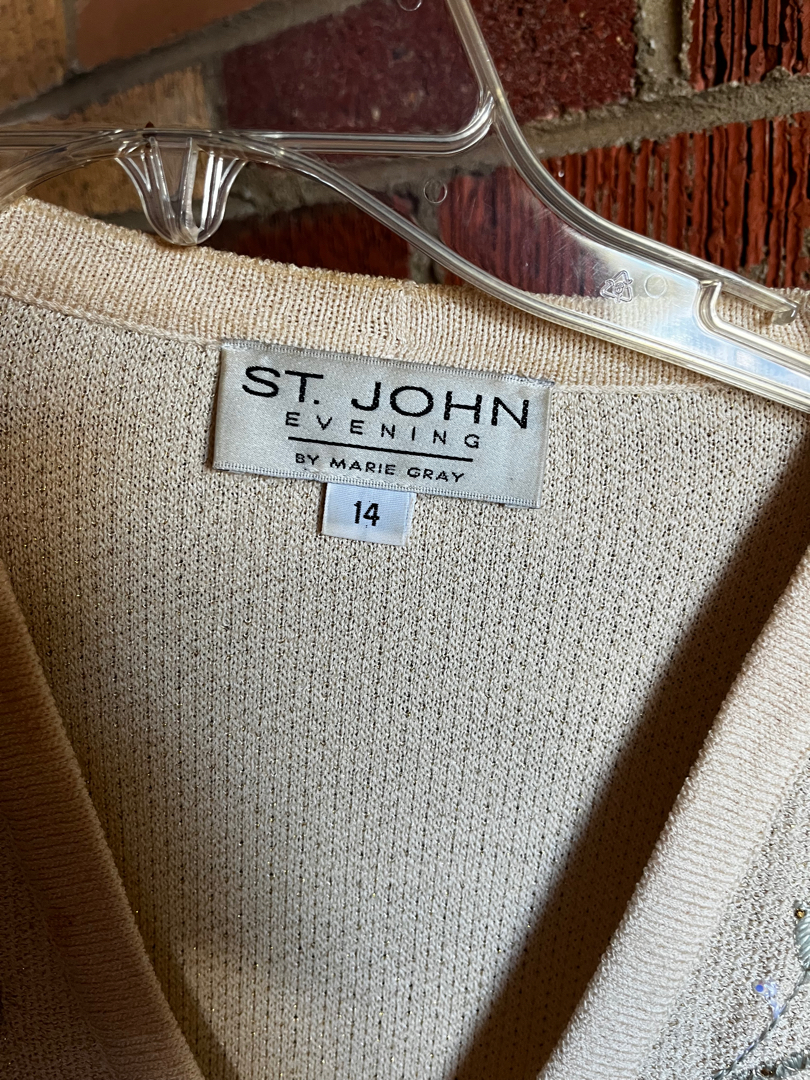 ST. JOHN
EVENING
BY MARIE GRAY
14